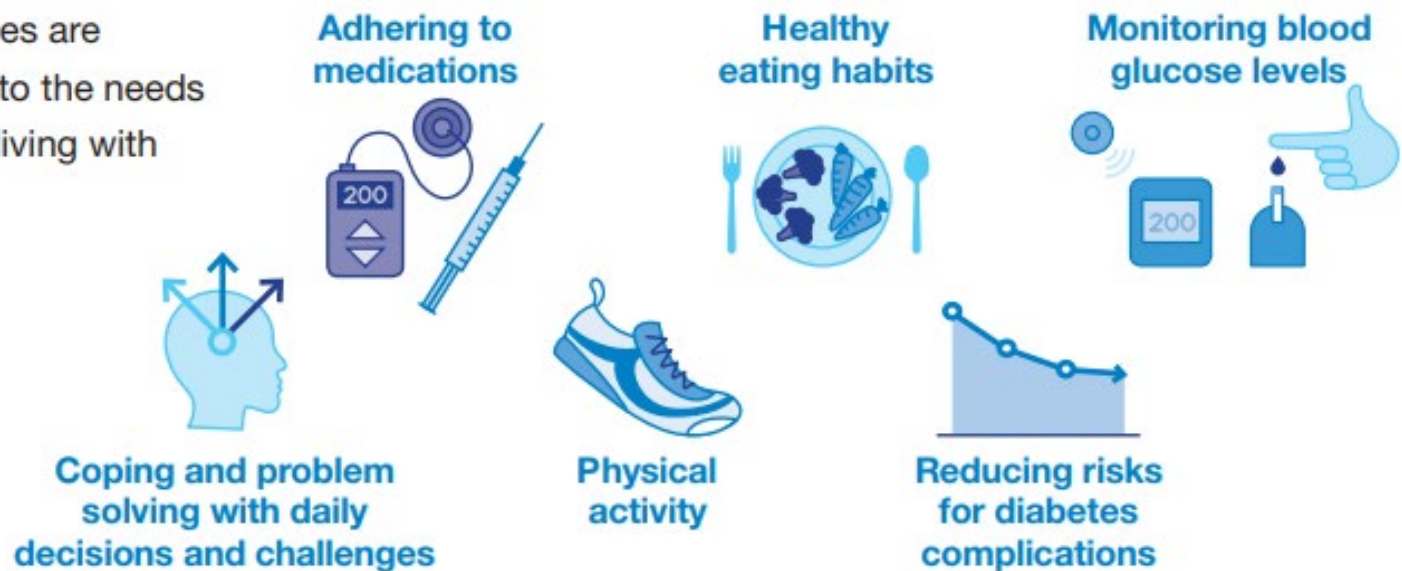 es are
to the needs
living with
Adhering to
medications
200
Healthy
eating habits
Monitoring blood
glucose levels
200
Coping and problem
solving with daily
decisions and challenges
Physical
activity
Reducing risks
for diabetes
complications